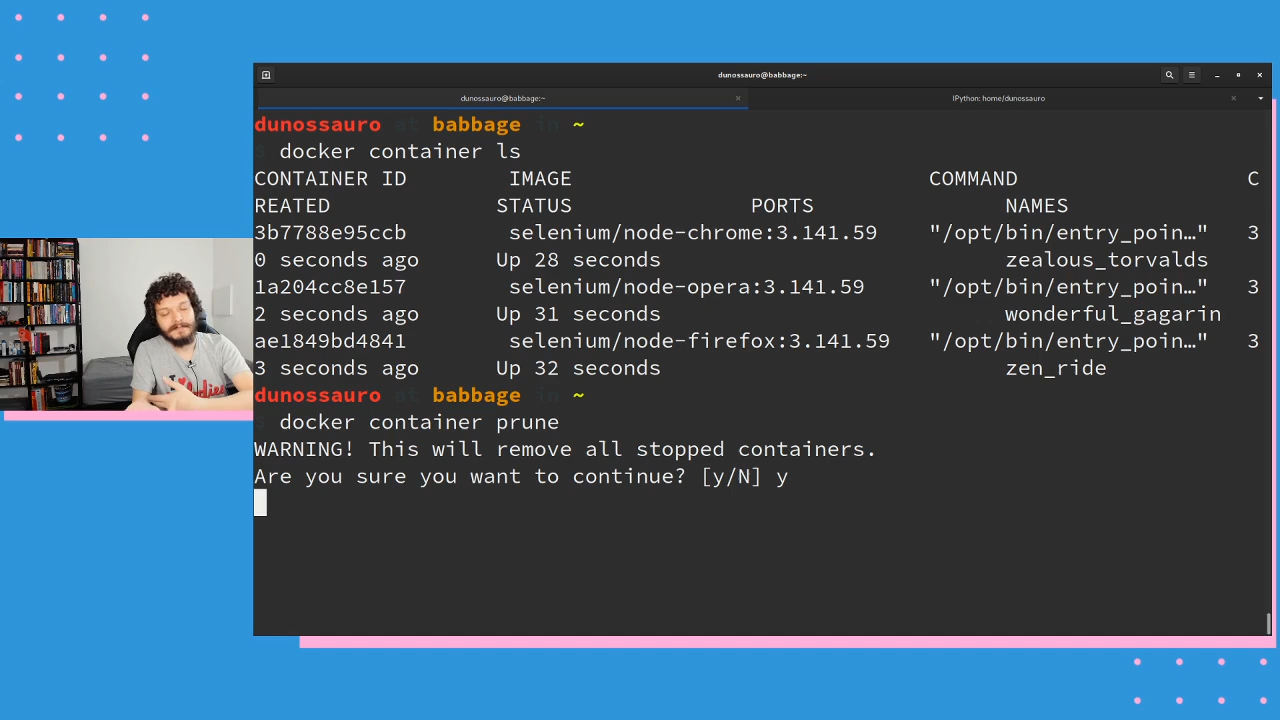 dunossauro@babbage:~
dunossauro@babbage:~ IPython: home/dunossauro
dunossauro at babbage in ~
$ docker container ls
CONTAINER ID IMAGE COMMAND C
REATED STATUS PORTS NAMES
3b7788e95ccb selenium/node-chrome:3.141.59 "/opt/bin/entry_poin…" 3
0 seconds ago Up 28 seconds zealous_torvalds
1a204cc8e157 selenium/node-opera:3.141.59 "/opt/bin/entry_poin…" 3
2 seconds ago Up 31 seconds wonderful_gagarin
ae1849bd4841 selenium/node-firefox:3.141.59 "/opt/bin/entry_poin…" 3
3 seconds ago Up 32 seconds zen_ride
dunossauro at babbage in ~
$ docker container prune
WARNING! This will remove all stopped containers.
Are you sure you want to continue? [y/N] y